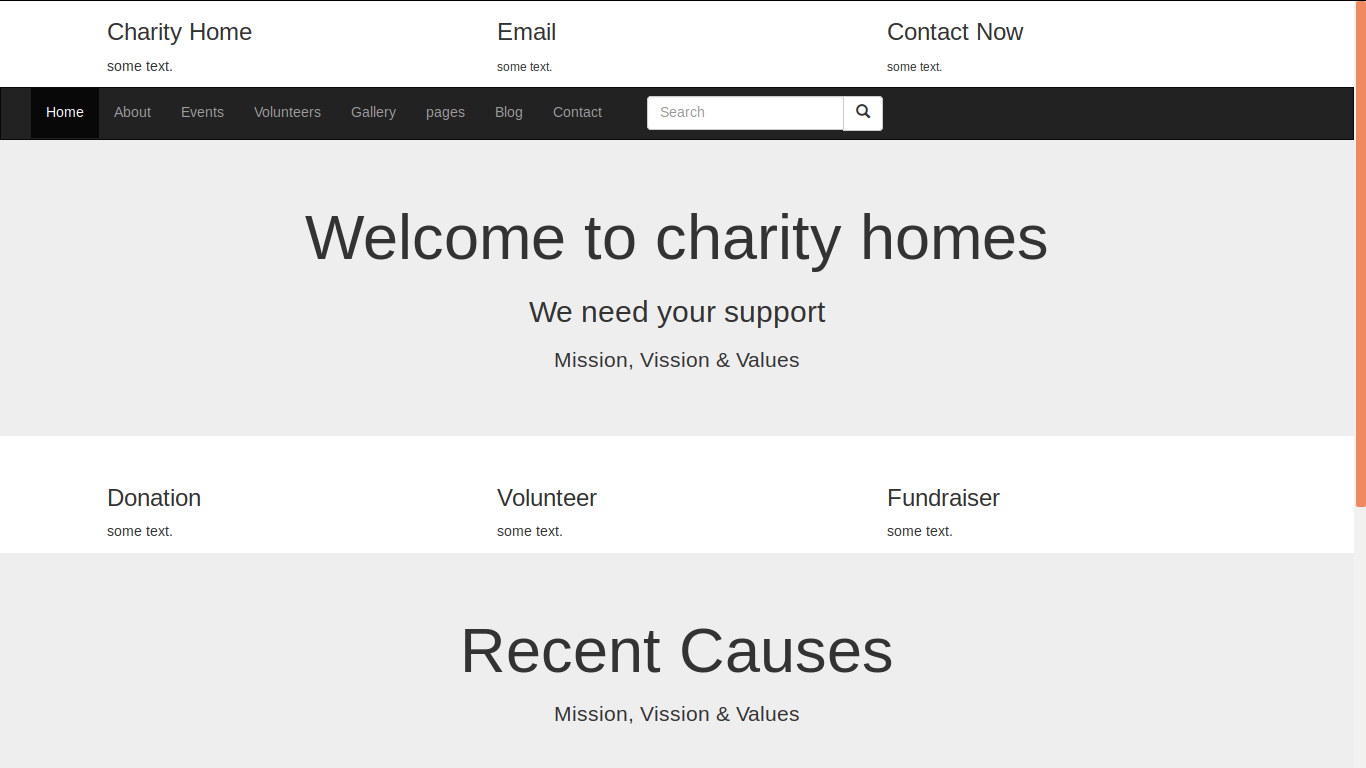 Charity Home Email Contact Now
some text. some text. some text.
Home About Events Volunteers Gallery pages Blog Contact Search
Welcome to charity homes
We need your support
Mission, Vission & Values
Donation Volunteer Fundraiser
some text. some text. some text.
Recent Causes
Mission, Vission & Values